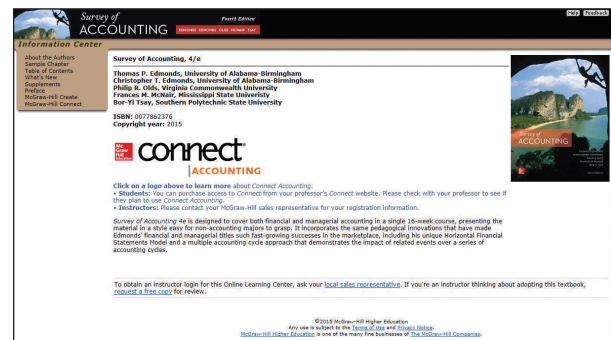 Survey of
ACCOUNTING
Fourth Edition
EDMONDS EDMONDS OLDS MCNAIR TSAY
Help Feedback
Information Center
About the Authors
Sample Chapter
Table of Contents
What's New
Supplements
Preface
McGraw-Hill Create
McGraw-Hill Connect
Survey of Accounting, 4/e
Thomas P. Edmonds, University of Alabama-Birmingham
Christopher T. Edmonds, University of Alabama-Birmingham
Philip R. Olds, Virginia Commonwealth University
Frances M. McNair, Mississippi State Univeristy
Bor-Yi Tsay, Southern Polytechnic State University
ISBN: 0077862376
Copyright year: 2015
Mc
Graw
Hill
Education
connect
ACCOUNTING
Click on a logo above to learn more about Connect Accounting.
• Students: You can purchase access to Connect from your professor's Connect website. Please check with your professor to see if
they plan to use Connect Accounting.
• Instructors: Please contact your McGraw-Hill sales representative for your registration information.
Survey of Accounting 4e is designed to cover both financial and managerial accounting in a single 16-week course, presenting the
material in a style easy for non-accounting majors to grasp. It incorporates the same pedagogical innovations that have made
Edmonds' financial and managerial titles such fast-growing successes in the marketplace, including his unique Horizontal Financial
Statements Model and a multiple accounting cycle approach that demonstrates the impact of related events over a series of
accounting cycles.
Survey of
ACCOUNTING
To obtain an instructor login for this Online Learning Center, ask your local sales representative. If you're an instructor thinking about adopting this textbook,
request a free copy for review.
©2015 McGraw-Hill Higher Education
Any use is subject to the Terms of Use and Privacy Notice.
McGraw-Hill Higher Education is one of the many fine businesses of The McGraw-Hill Companies.